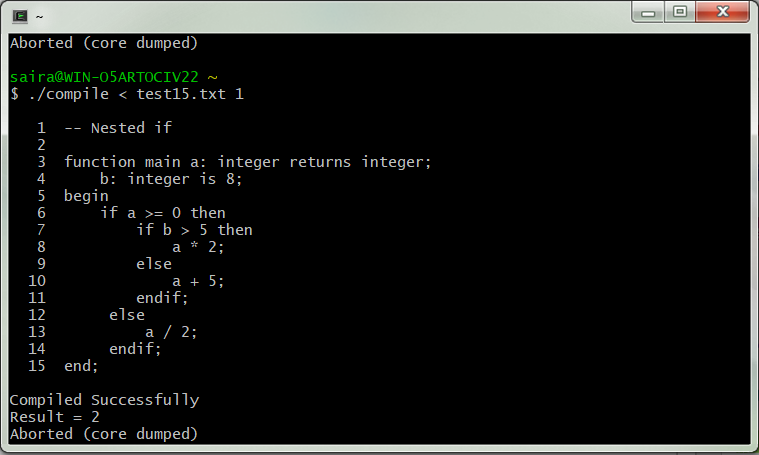 ~
Aborted (core dumped)
saira@WIN-O5ARTOCIV22 ~
$ ./compile < test15.txt 1
1 -- Nested if
2
3 function main a: integer returns integer;
4 b: integer is 8;
5 begin
6 if a >= 0 then
7 if b > 5 then
8 a * 2;
9 else
10 a + 5;
11 endif;
12 else
13 a / 2;
14 endif;
15 end;
Compiled Successfully
Result = 2
Aborted (core dumped)